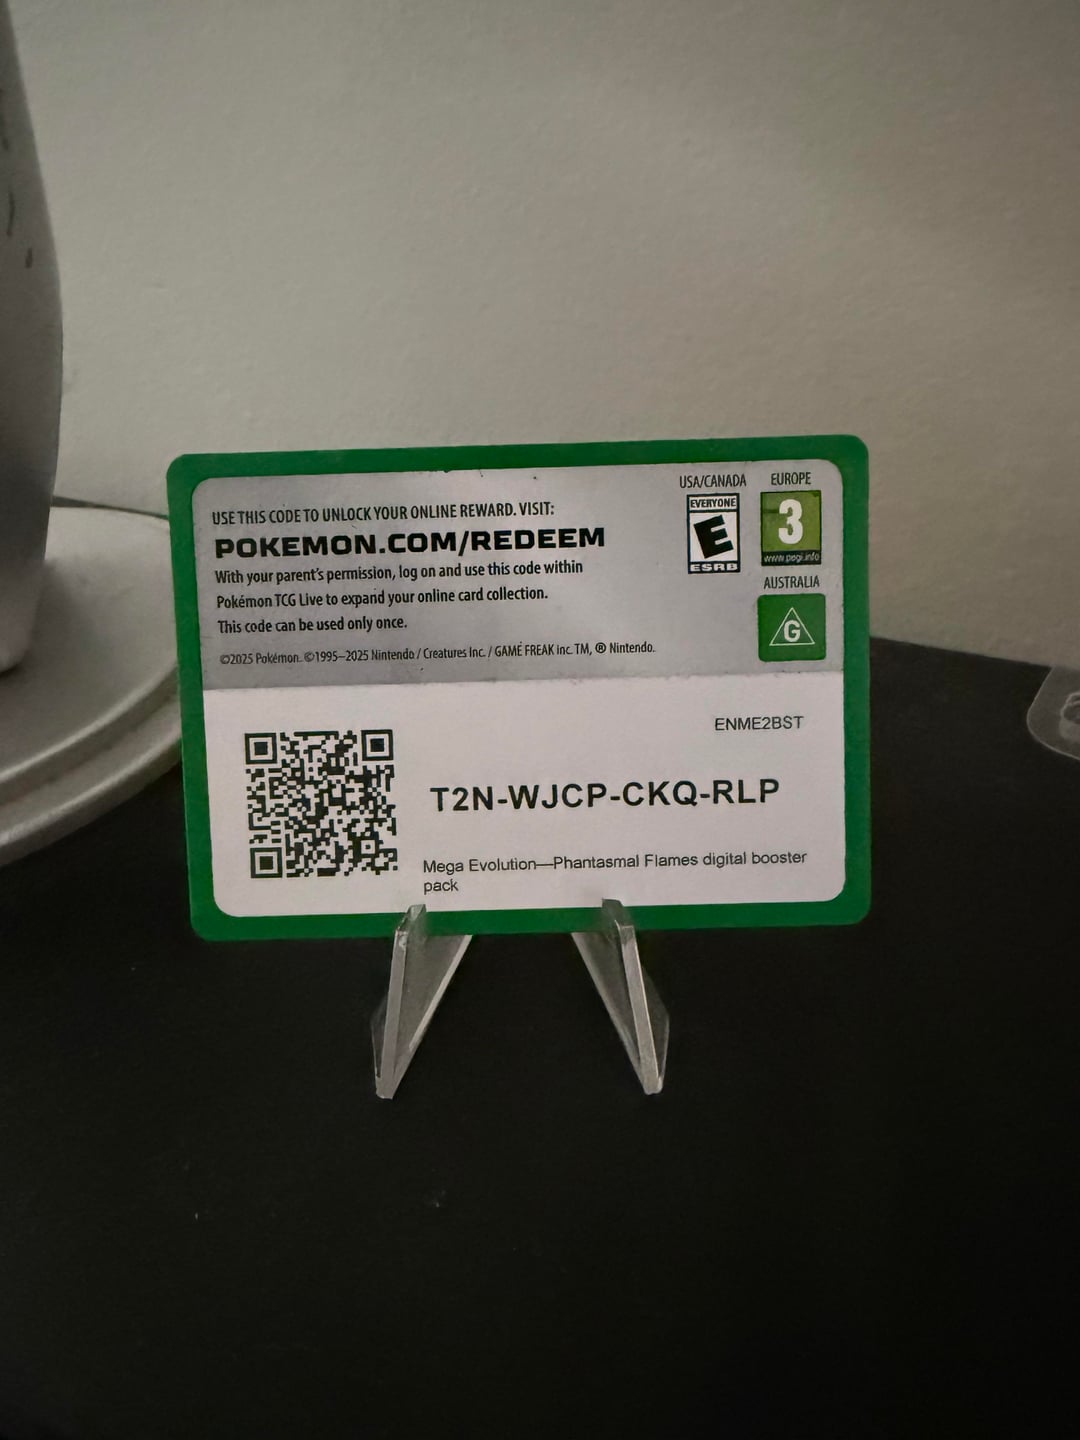 USE THIS CODE TO UNLOCK YOUR ONLINE REWARD. VISIT:
POKEMON.COM/REDEEM
With your parent's permission, log on and use this code within
Pokémon TCG Live to expand your online card collection.
This code can be used only once.
©2025 Pokémon. ©1995–2025 Nintendo / Creatures Inc. / GAME FREAK inc. TM, ® Nintendo.
USA/CANADA
EVERYONE
E
ESRB
EUROPE
3
www.pegi.info
AUSTRALIA
G
ENME2BST
T2N-WJCP-CKQ-RLP
Mega Evolution—Phantasmal Flames digital booster
pack